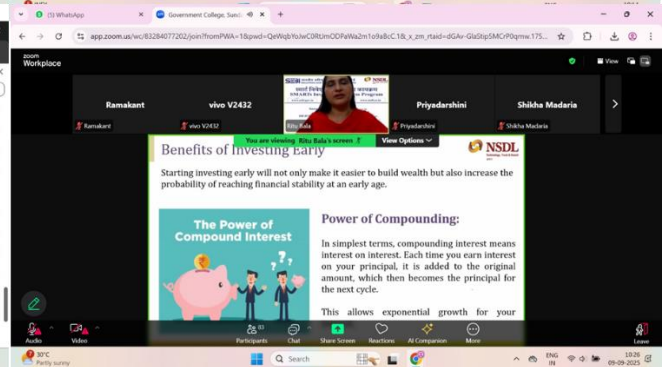 (1) WhatsApp
Government College, Sund
app.zoom.us/wc/83284077202/join?fromPWA=1&pwd=QeWqbYoJwC0RtJmODPaWa2m1o9aBcC.1&_x_zm_rtaid=dGAr-GlaStip5MCrP0qmw.175...
zoom
Workplace
View
Ramakant
vivo V2432
Priyadarshini
Shikha Madaria
Ramakant
vivo V2432
Ritu Bala
Priyadarshini
Shikha Madaria
You are viewing Ritu Bala's screen
View Options
Benefits of Investing Early
NSDL
Starting investing early will not only make it easier to build wealth but also increase the
probability of reaching financial stability at an early age.
The Power of
Compound Interest
Power of Compounding:
In simplest terms, compounding interest means
interest on interest. Each time you earn interest
on your principal, it is added to the original
amount, which then becomes the principal for
the next cycle.
This allows exponential growth for your
Audio
Video
83
Participants
Chat
Share Screen
Reactions
AI Companion
More
Leave
30°C
Partly sunny
Search
ENG
IN
10:26
09-09-2025